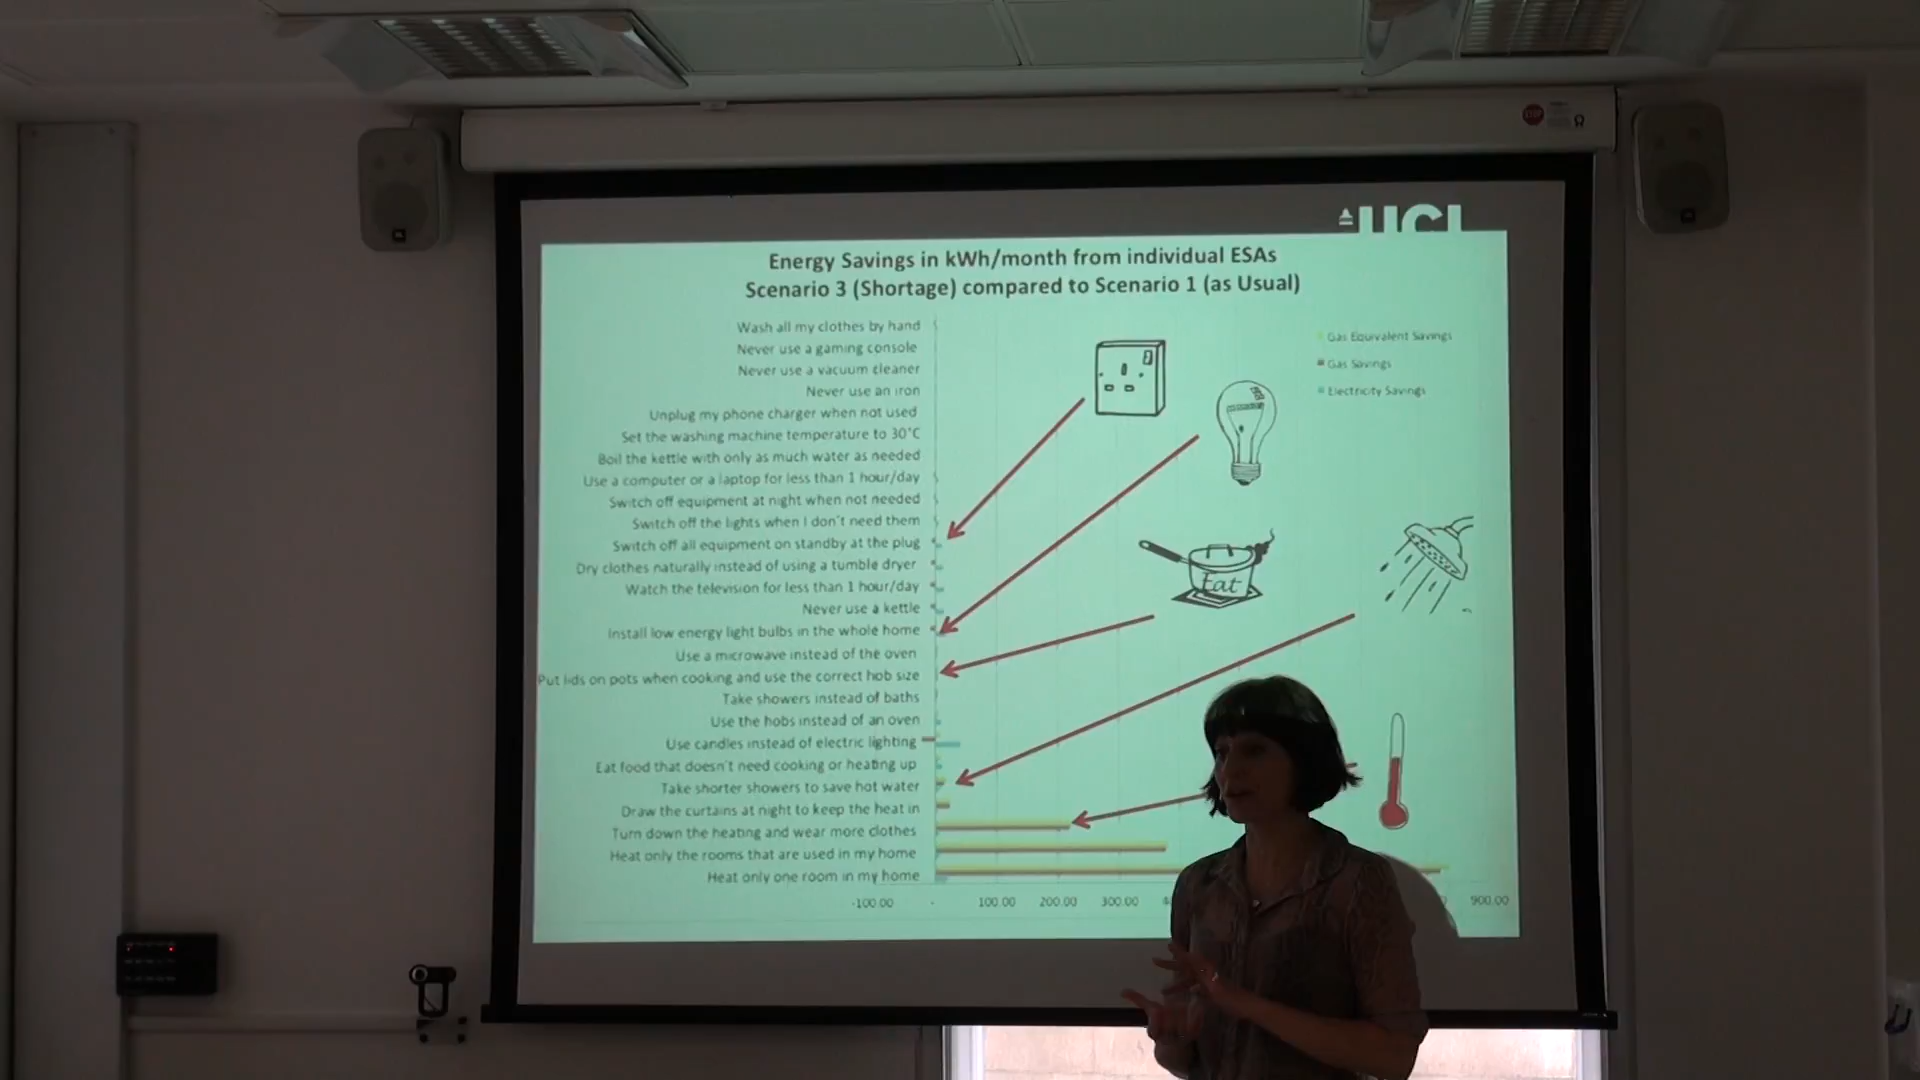 UCL
Energy Savings in kWh/month from individual ESAs
Scenario 3 (Shortage) compared to Scenario 1 (as Usual)
Wash all my clothes by hand
Never use a gaming console
Never use a vacuum cleaner
Never use an iron
Unplug my phone charger when not used
Set the washing machine temperature to 30°C
Boil the kettle with only as much water as needed
Use a computer or a laptop for less than 1 hour/day
Switch off equipment at night when not needed
Switch off the lights when I don't need them
Switch off all equipment on standby at the plug
Dry clothes naturally instead of using a tumble dryer
Watch the television for less than 1 hour/day
Never use a kettle
Install low energy light bulbs in the whole home
Use a microwave instead of the oven
Put lids on pots when cooking and use the correct hob size
Take showers instead of baths
Use the hobs instead of an oven
Use candles instead of electric lighting
Eat food that doesn't need cooking or heating up
Take shorter showers to save hot water
Draw the curtains at night to keep the heat in
Turn down the heating and wear more clothes
Heat only the rooms that are used in my home
Heat only one room in my home
-100.00 - 100.00 200.00 300.00 900.00
Gas Equivalent Savings
Gas Savings
Electricity Savings
Eat